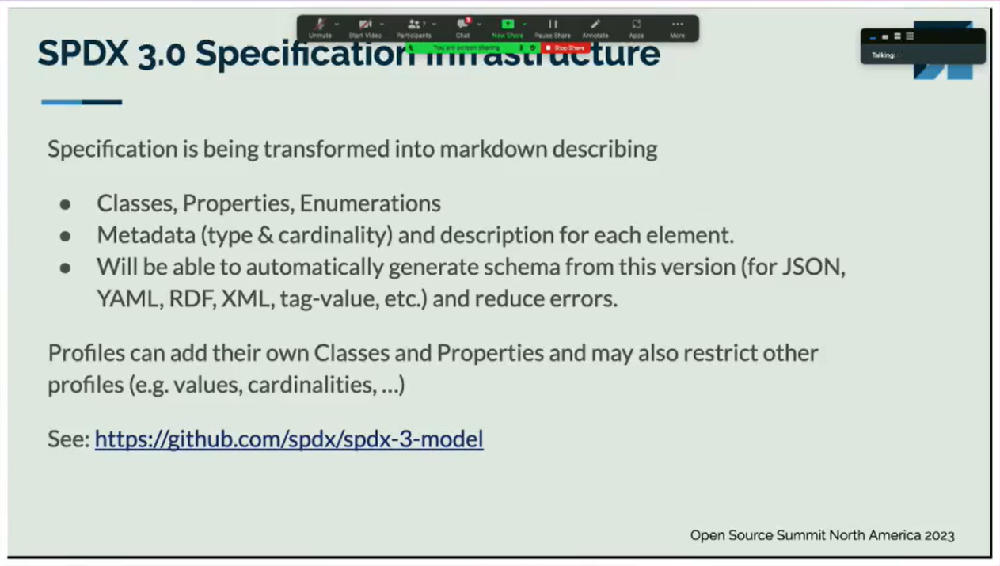 Unmute Start Video Participants 7 Chat 3 New Share Pause Share Annotate Apps More
You are screen sharing Stop Share
Talking:
SPDX 3.0 Specification Infrastructure
Specification is being transformed into markdown describing
● Classes, Properties, Enumerations
● Metadata (type & cardinality) and description for each element.
● Will be able to automatically generate schema from this version (for JSON,
YAML, RDF, XML, tag-value, etc.) and reduce errors.
Profiles can add their own Classes and Properties and may also restrict other
profiles (e.g. values, cardinalities, ...)
See: https://github.com/spdx/spdx-3-model
Open Source Summit North America 2023